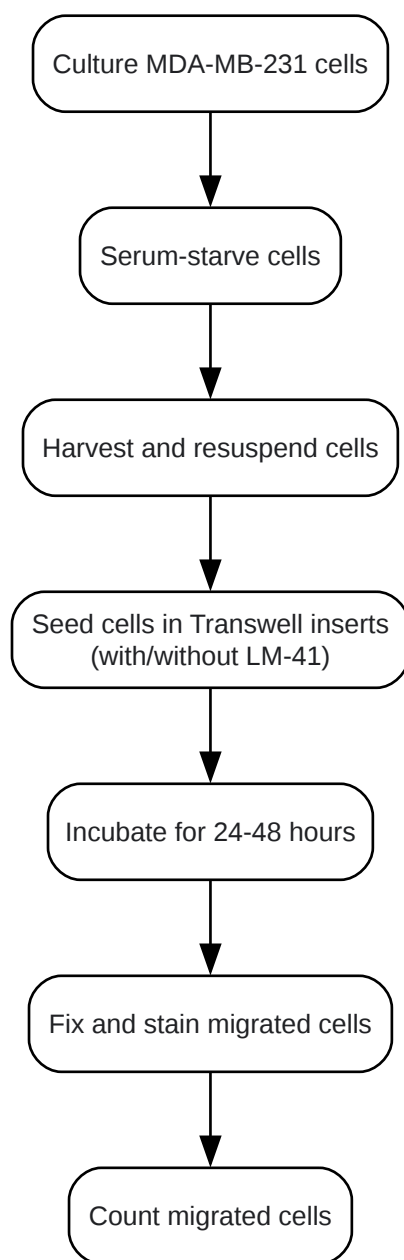 Culture MDA-MB-231 cells
Serum-starve cells
Harvest and resuspend cells
Seed cells in Transwell inserts
(with/without LM-41)
Incubate for 24-48 hours
Fix and stain migrated cells
Count migrated cells